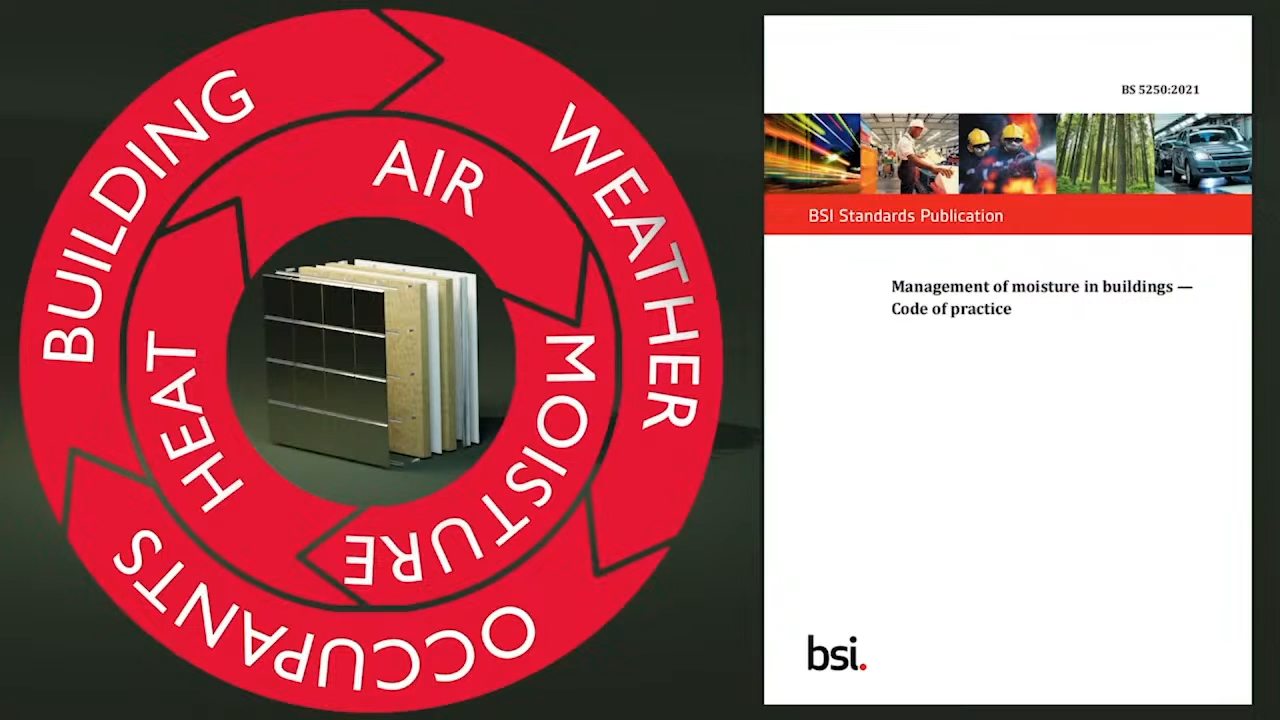 BUILDING
WEATHER
OCCUPANTS
AIR
MOISTURE
HEAT
BS 5250:2021
BSI Standards Publication
Management of moisture in buildings —
Code of practice
bsi.